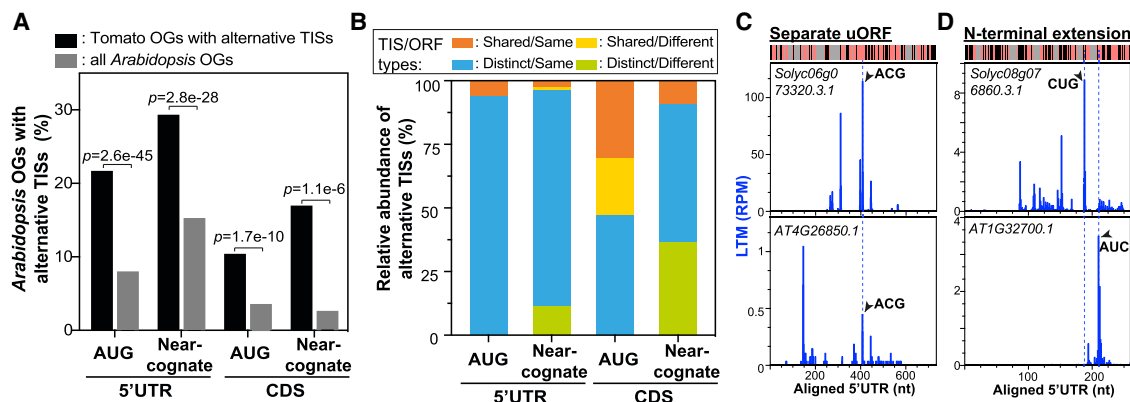 A
: Tomato OGs with alternative TISs
: all Arabidopsis OGs
Arabidopsis OGs with
alternative TISs (%)
30
20
10
0
p=2.6e-45
p=2.8e-28
p=1.7e-10
p=1.1e-6
AUG
Near-
cognate
AUG
Near-
cognate
5'UTR
CDS
B
TIS/ORF
types:
: Shared/Same
: Shared/Different
: Distinct/Same
: Distinct/Different
Relative abundance of
alternative TISs (%)
100
75
50
25
0
AUG
Near-
cognate
AUG
Near-
cognate
5'UTR
CDS
C
Separate uORF
Solyc06g0
73320.3.1
ACG
100
50
0
LTM (RPM)
AT4G26850.1
ACG
1
0.5
0
200
400
600
Aligned 5'UTR (nt)
D
N-terminal extension
Solyc08g07
6860.3.1
CUG
8
4
0
AT1G32700.1
AUC
4
2
0
100
200
Aligned 5'UTR (nt)